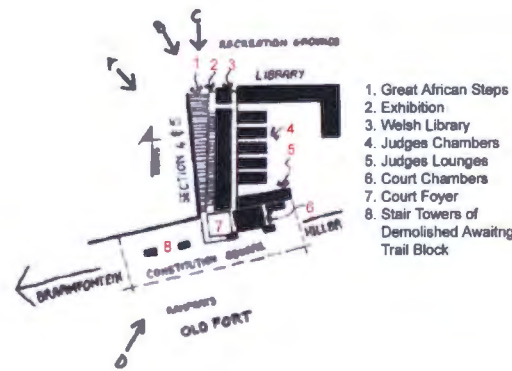 C
B
RECREATION GROUNDS
1 2 3
LIBRARY
4
5
SECTION 4 & 5
6
7
8
CONSTITUTION SQUARE
HILLBR
BRAAMFONTEIN
RAMPARTS
OLD FORT
D
1. Great African Steps
2. Exhibition
3. Welsh Library
4. Judges Chambers
5. Judges Lounges
6. Court Chambers
7. Court Foyer
8. Stair Towers of
Demolished Awaitng
Trail Block